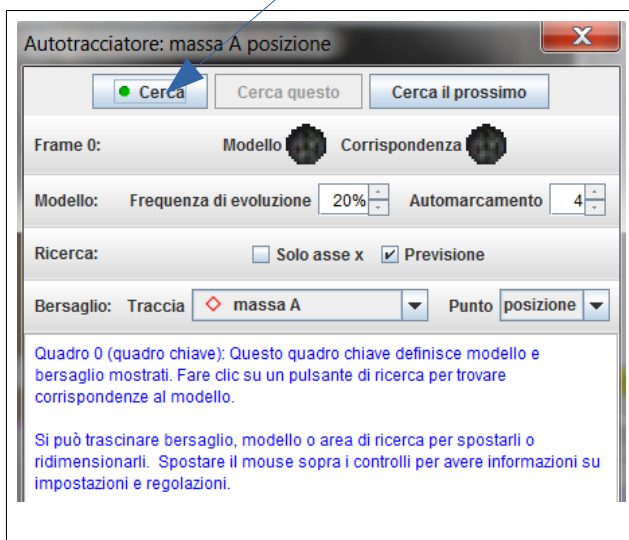 Autotracciatore: massa A posizione
Cerca Cerca questo Cerca il prossimo
Frame 0: Modello Corrispondenza
Modello: Frequenza di evoluzione 20% Automarcamento 4
Ricerca: Solo asse x Previsione
Bersaglio: Traccia massa A Punto posizione
Quadro 0 (quadro chiave): Questo quadro chiave definisce modello e
bersaglio mostrati. Fare clic su un pulsante di ricerca per trovare
corrispondenze al modello.
Si può trascinare bersaglio, modello o area di ricerca per spostarli o
ridimensionarli. Spostare il mouse sopra i controlli per avere informazioni su
impostazioni e regolazioni.